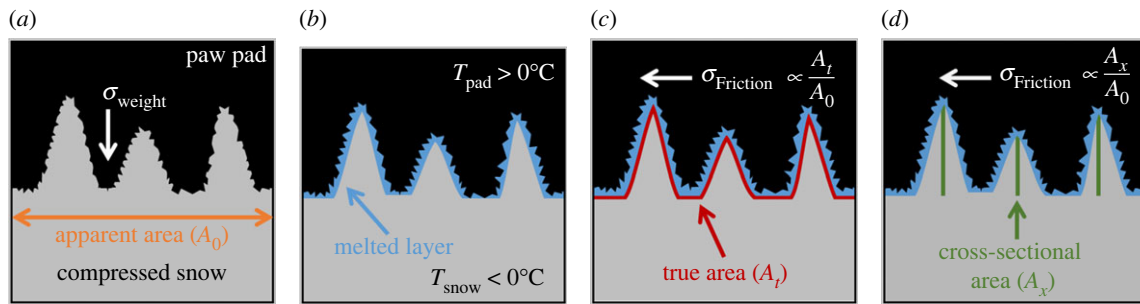 (a)
paw pad
σweight
apparent area (A0)
compressed snow
(b)
Tpad > 0°C
melted layer
Tsnow < 0°C
(c)
σFriction ∝ At/A0
true area (At)
(d)
σFriction ∝ Ax/A0
cross-sectional
area (Ax)